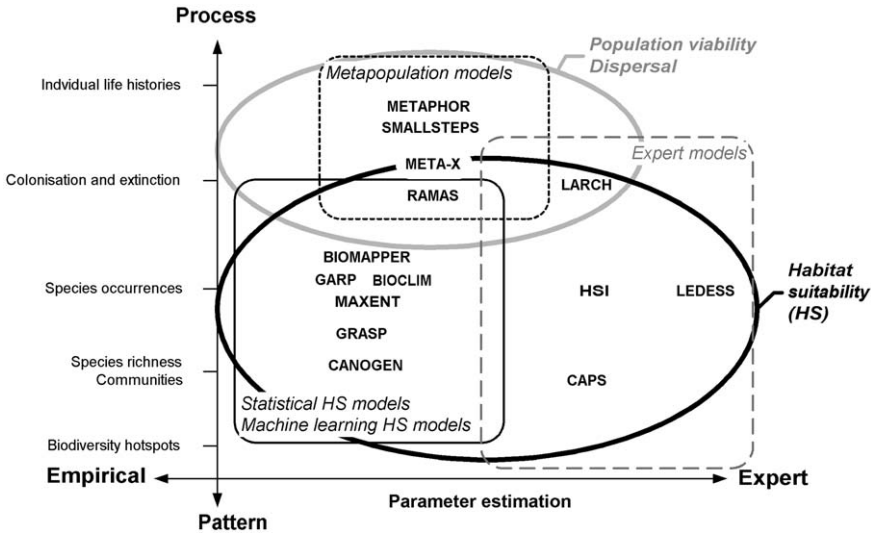 Process
Population viability
Dispersal
Metapopulation models
Indvidual life histories
METAPHOR
SMALLSTEPS
Expert models
META-X
Colonisation and extinction
LARCH
RAMAS
BIOMAPPER
GARP BIOCLIM
MAXENT
Species occurrences
HSI
LEDESS
Habitat
suitability
(HS)
GRASP
Species richness
Communities
CANOGEN
CAPS
Statistical HS models
Machine learning HS models
Biodiversity hotspots
Empirical
Parameter estimation
Expert
Pattern